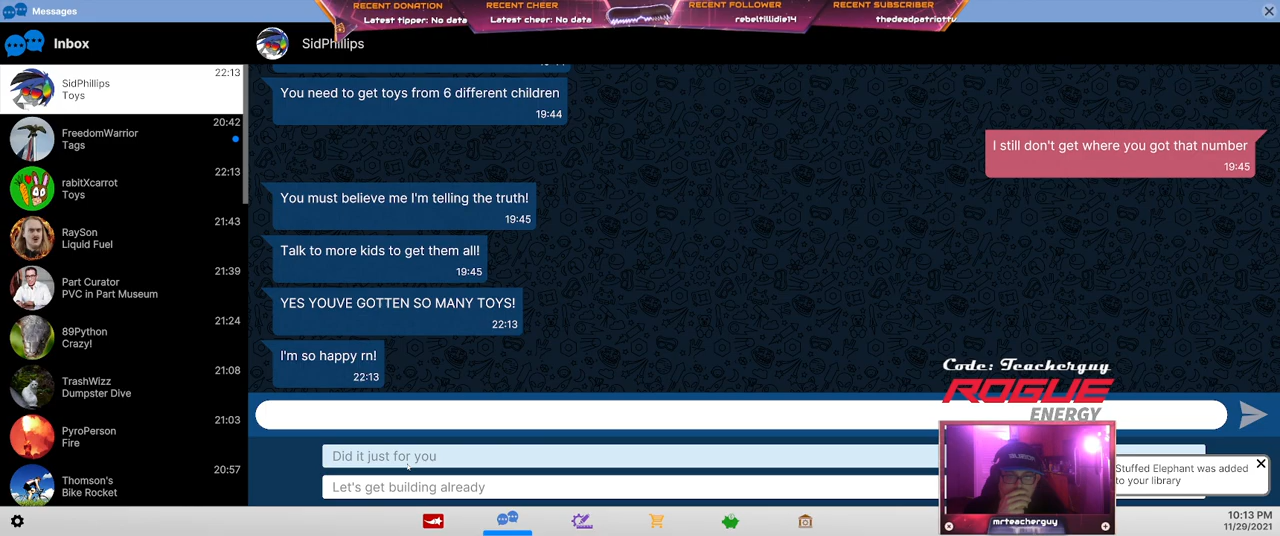 Messages
RECENT DONATION
Latest tipper: No data
RECENT CHEER
Latest cheer: No data
RECENT FOLLOWER
rebeltillidie14
RECENT SUBSCRIBER
thedeadpatriottv
Inbox
SidPhillips
SidPhillips
22:13
Toys
FreedomWarrior
20:42
Tags
rabitXcarrot
22:13
Toys
RaySon
21:43
Liquid Fuel
Part Curator
21:39
PVC in Part Museum
89Python
21:24
Crazy!
TrashWizz
21:08
Dumpster Dive
PyroPerson
21:03
Fire
Thomson's
20:57
Bike Rocket
You need to get toys from 6 different children
19:44
I still don't get where you got that number
19:45
You must believe me I'm telling the truth!
19:45
Talk to more kids to get them all!
19:45
YES YOUVE GOTTEN SO MANY TOYS!
22:13
I'm so happy rn!
22:13
Did it just for you
Let's get building already
Code: Teacherguy
ROGUE
ENERGY
mrteacherguy
Stuffed Elephant was added
to your library
10:13 PM
11/29/2021